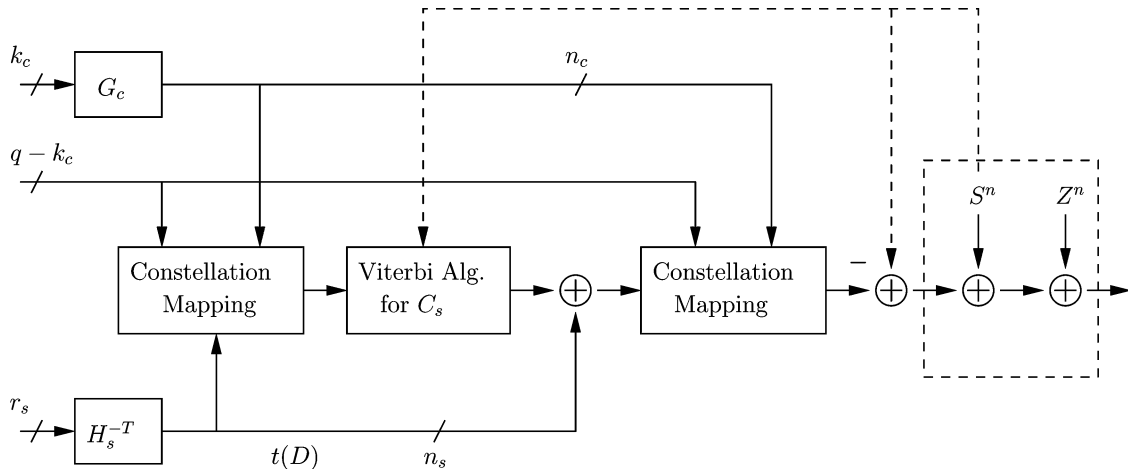 k_c
n_c
G_c
q − k_c
S^n
Z^n
Constellation
Mapping
Viterbi Alg.
for C_s
Constellation
Mapping
−
r_s
H_s^{-T}
t(D)
n_s